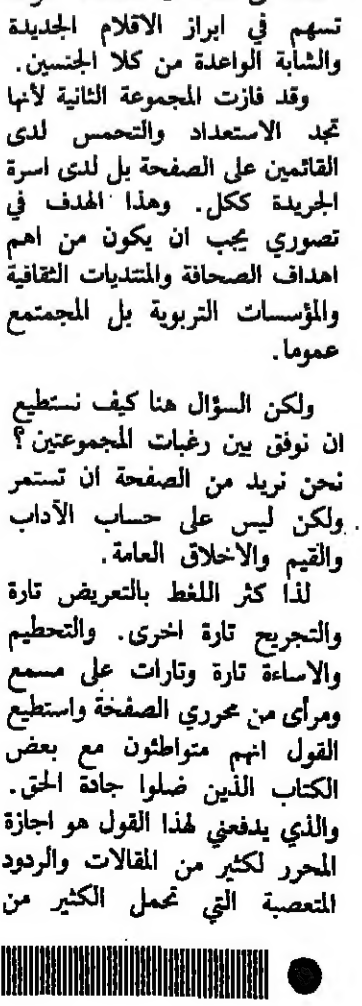 تسهم في ابراز الاقلام الجديدة
والشابة الواعدة من كلا الجنسين.
وقد فازت المجموعة الثانية لأنها
تجد الاستعداد والتحمس لدى
القائمين على الصفحة بل لدى اسرة
الجريدة ككل. وهذا الهدف في
تصوري يجب ان يكون من اهم
اهداف الصحافة والمنتديات الثقافية
والمؤسسات التربوية بل المجمتمع
عموما.
ولكن السؤال هنا كيف نستطيع
ان نوفق بين رغبات المجموعتين؟
نحن نريد من الصفحة ان تستمر
ولكن ليس على حساب الآداب
والقيم والاخلاق العامة.
لذا كثر اللغط بالتعريض تارة
والتجريح تارة اخرى. والتحطيم
والاساءة تارة وتارات على مسمع
ومرأى من محرري الصفحة واستطيع
القول انهم متواطئون مع بعض
الكتاب الذين ضلوا جادة الحق.
والذي يدفعني لهذا القول هو اجازة
المحرر لكثير من المقالات والردود
المتعصبة التي تحمل الكثير من